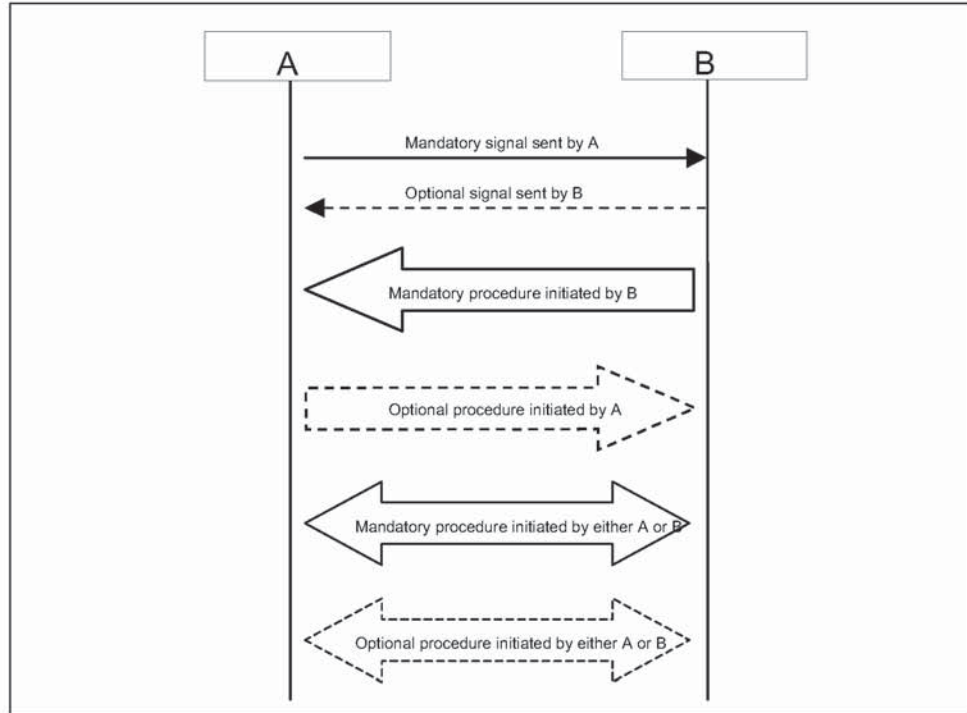 A
B
Mandatory signal sent by A
Optional signal sent by B
Mandatory procedure initiated by B
Optional procedure initiated by A
Mandatory procedure initiated by either A or B
Optional procedure initiated by either A or B